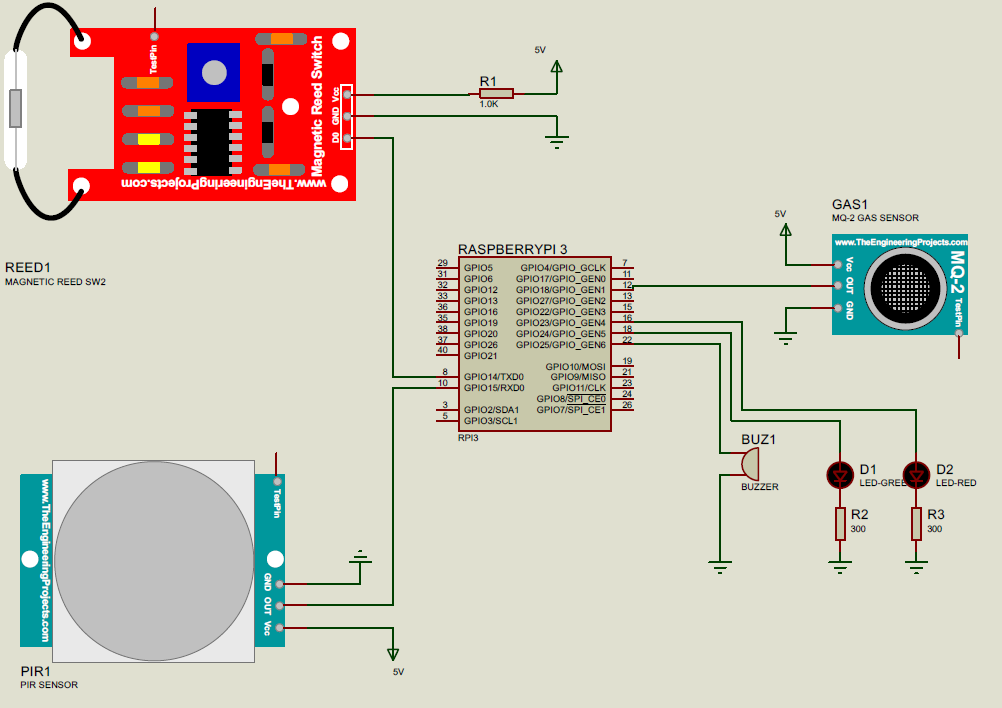 TestPin
Magnetic Reed Switch
www.TheEngineeringProjects.com
Vcc
GND
D0
5V
R1
1.0K
REED1
MAGNETIC REED SW2
GAS1
MQ-2 GAS SENSOR
5V
www.TheEngineeringProjects.com
MQ-2
Vcc
OUT
GND
TestPin
RASPBERRYPI 3
29 GPIO5 GPIO4/GPIO_GCLK 7
31 GPIO6 GPIO17/GPIO_GEN0 11
32 GPIO12 GPIO18/GPIO_GEN1 12
33 GPIO13 GPIO27/GPIO_GEN2 13
36 GPIO16 GPIO22/GPIO_GEN3 15
35 GPIO19 GPIO23/GPIO_GEN4 16
38 GPIO20 GPIO24/GPIO_GEN5 18
37 GPIO26 GPIO25/GPIO_GEN6 22
40 GPIO21
GPIO10/MOSI 19
8 GPIO14/TXD0 GPIO9/MISO 21
10 GPIO15/RXD0 GPIO11/CLK 23
GPIO8/SPI_CE0 24
3 GPIO2/SDA1 GPIO7/SPI_CE1 26
5 GPIO3/SCL1
RPI3
BUZ1
BUZZER
D1
LED-GREE
D2
LED-RED
R2
300
R3
300
www.TheEngineeringProjects.com
TestPin
GND
OUT
Vcc
PIR1
PIR SENSOR
5V